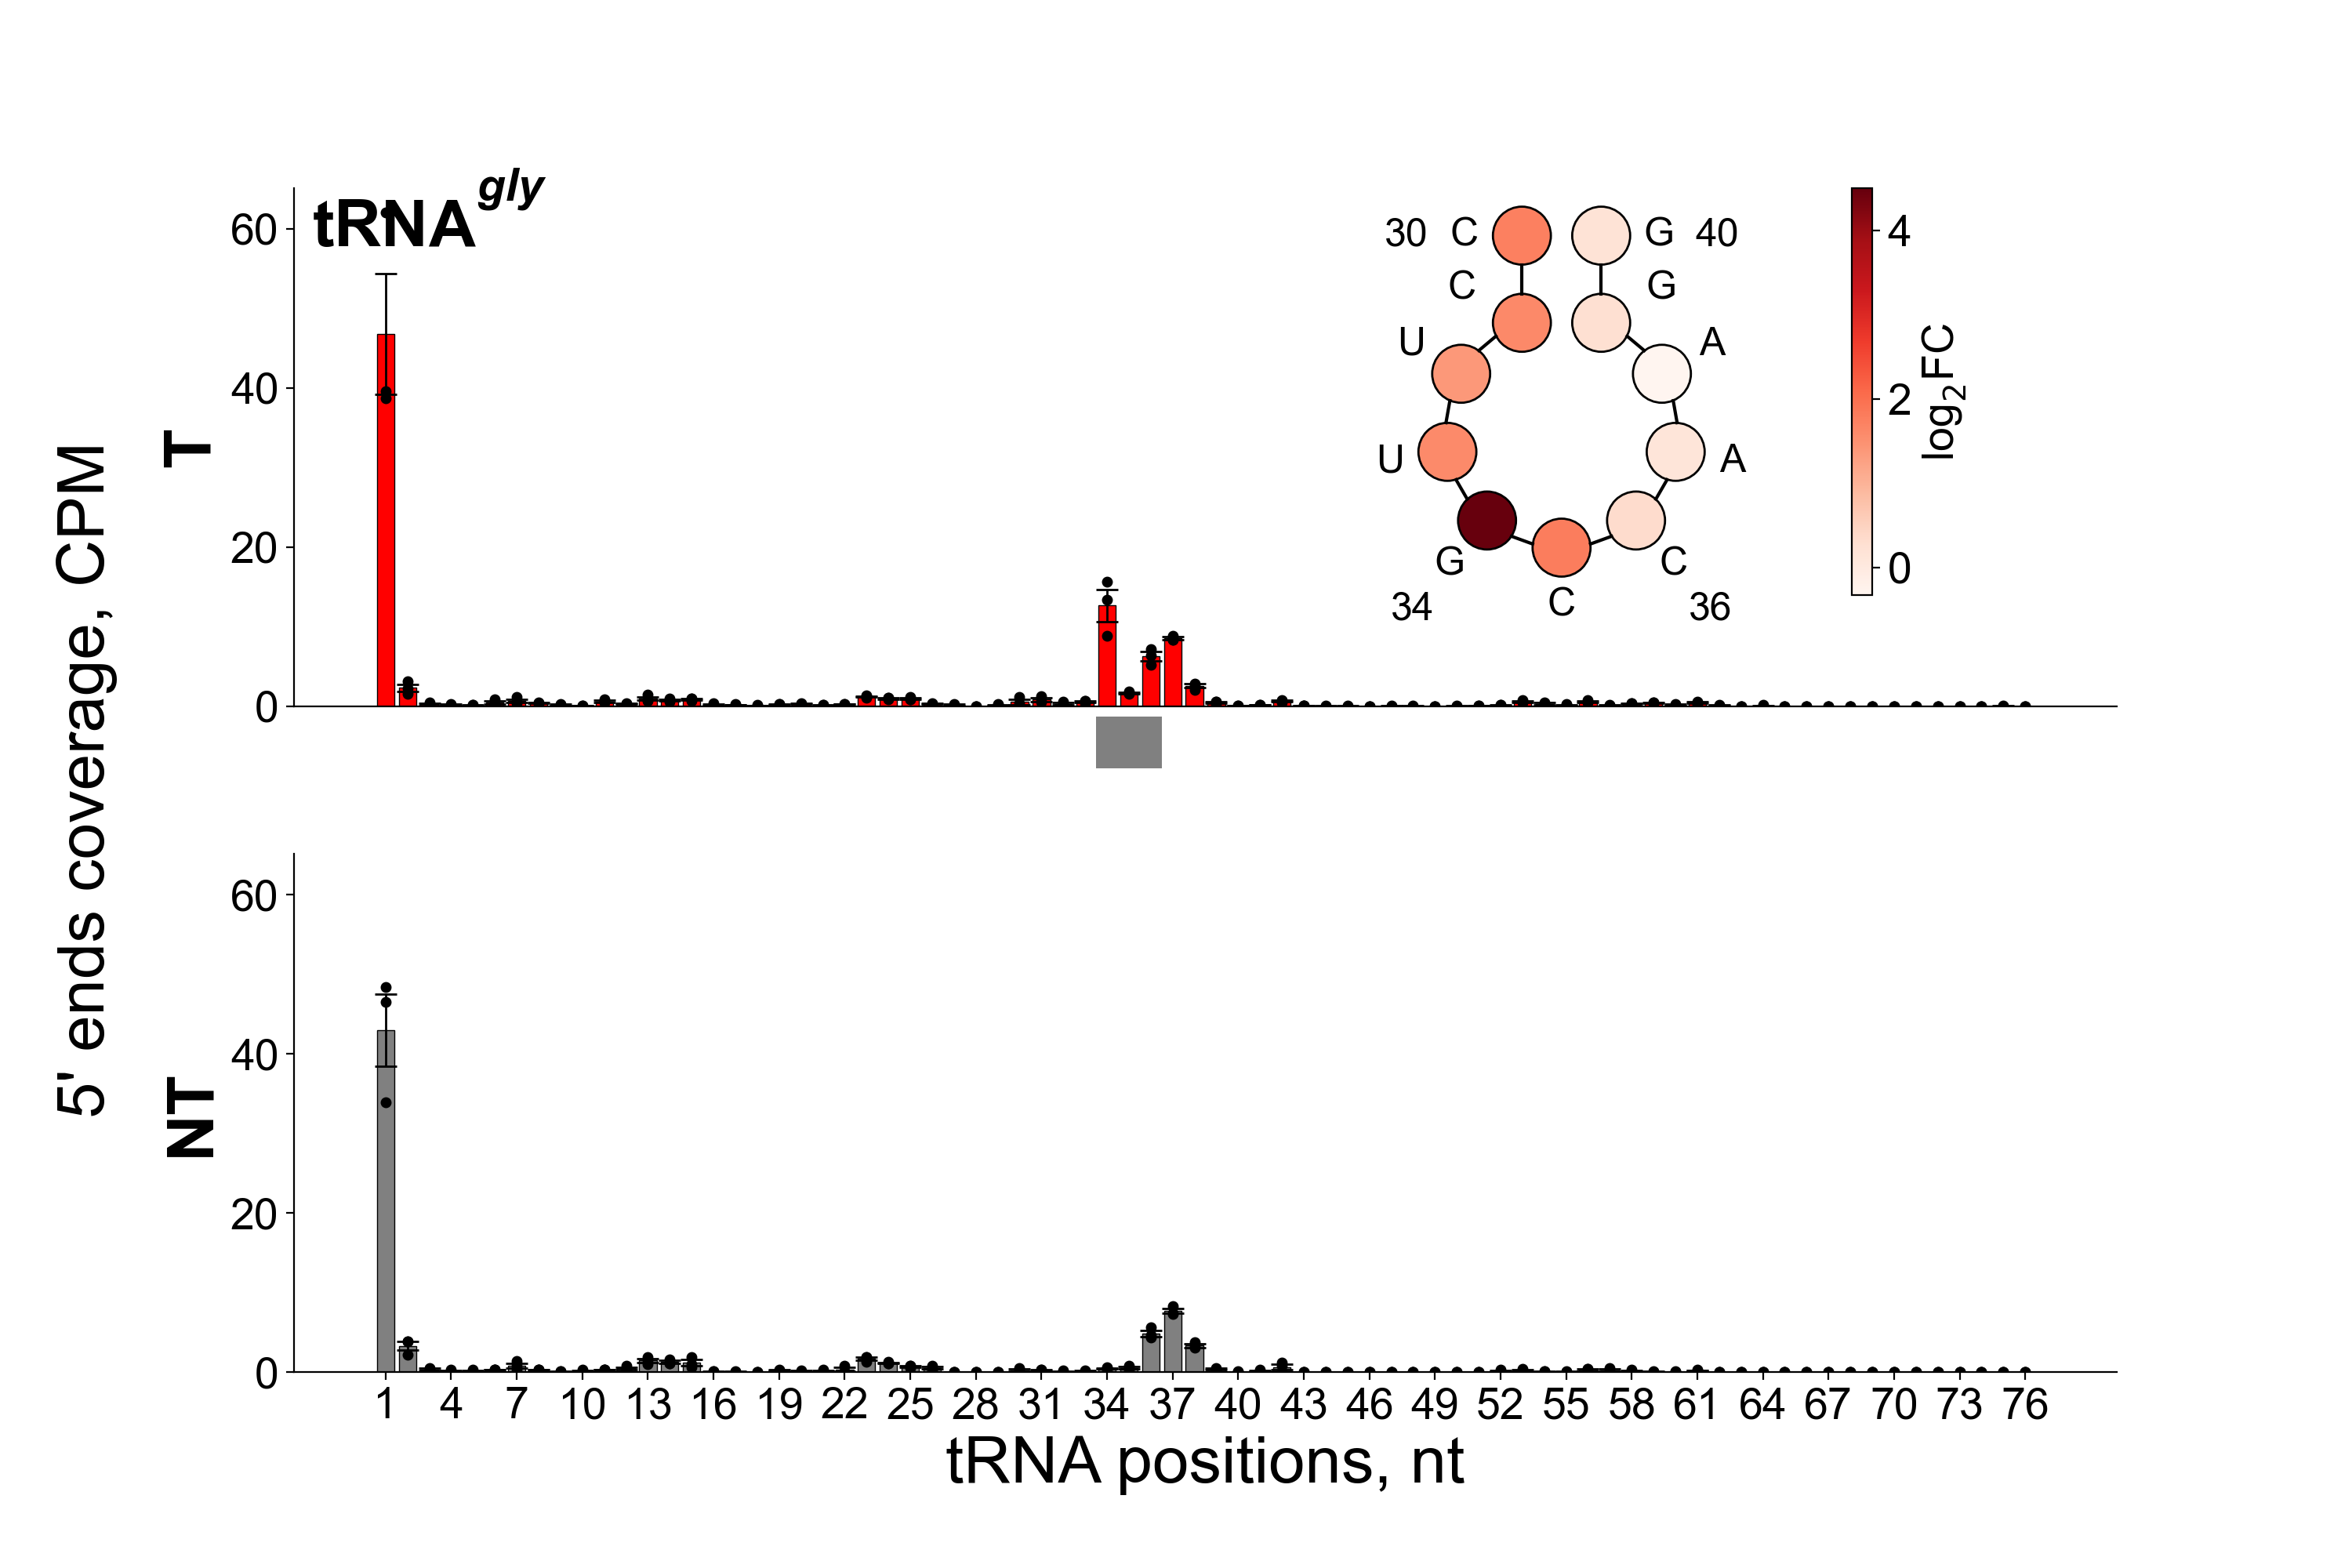 tRNAgly
5' ends coverage, CPM
T
60
40
20
0
30 C G 40
C G
U A
U A
G C
34 C 36
4
2
0
log2FC
NT
60
40
20
0
1 4 7 10 13 16 19 22 25 28 31 34 37 40 43 46 49 52 55 58 61 64 67 70 73 76
tRNA positions, nt